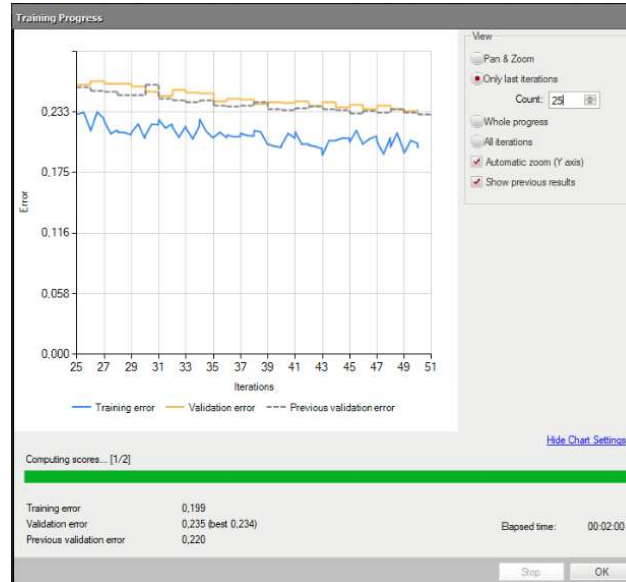 Training Progress
View
Pan & Zoom
Only last iterations
Count: 25
Whole progress
All iterations
Automatic zoom (Y axis)
Show previous results
Error
0,233
0,175
0,116
0,058
0,000
25 27 29 31 33 35 37 39 41 43 45 47 49 51
Iterations
Training error Validation error Previous validation error
Hide Chart Settings
Computing scores... [1/2]
Training error 0,199
Validation error 0,235 (best 0,234)
Elapsed time: 00:02:00
Previous validation error 0,220
Stop OK